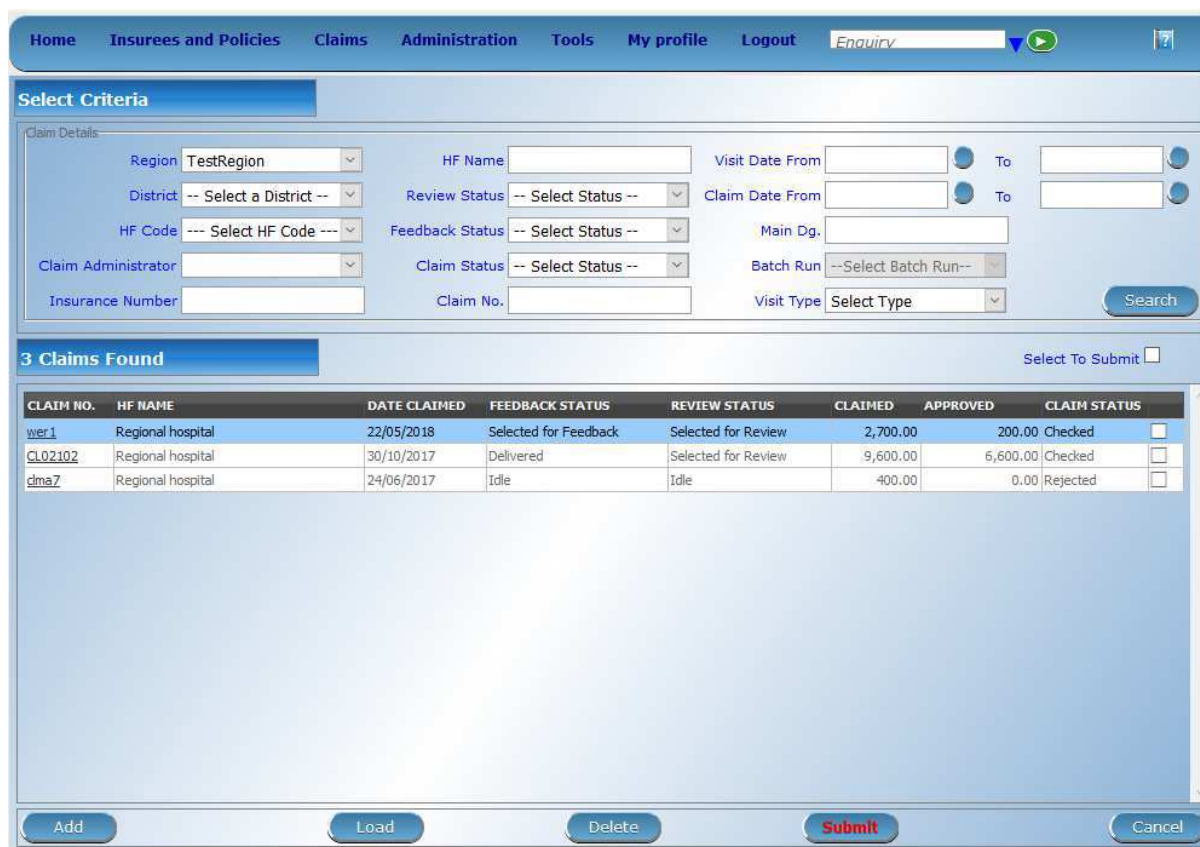 Home Insurees and Policies Claims Administration Tools My profile Logout Enquiry ?
Select Criteria
Claim Details
Region TestRegion HF Name Visit Date From To
District -- Select a District -- Review Status -- Select Status -- Claim Date From To
HF Code --- Select HF Code --- Feedback Status -- Select Status -- Main Dg.
Claim Administrator Claim Status -- Select Status -- Batch Run --Select Batch Run--
Insurance Number Claim No. Visit Type Select Type Search
3 Claims Found Select To Submit
CLAIM NO. HF NAME DATE CLAIMED FEEDBACK STATUS REVIEW STATUS CLAIMED APPROVED CLAIM STATUS
wer1 Regional hospital 22/05/2018 Selected for Feedback Selected for Review 2,700.00 200.00 Checked
CL02102 Regional hospital 30/10/2017 Delivered Selected for Review 9,600.00 6,600.00 Checked
clma7 Regional hospital 24/06/2017 Idle Idle 400.00 0.00 Rejected
Add Load Delete Submit Cancel